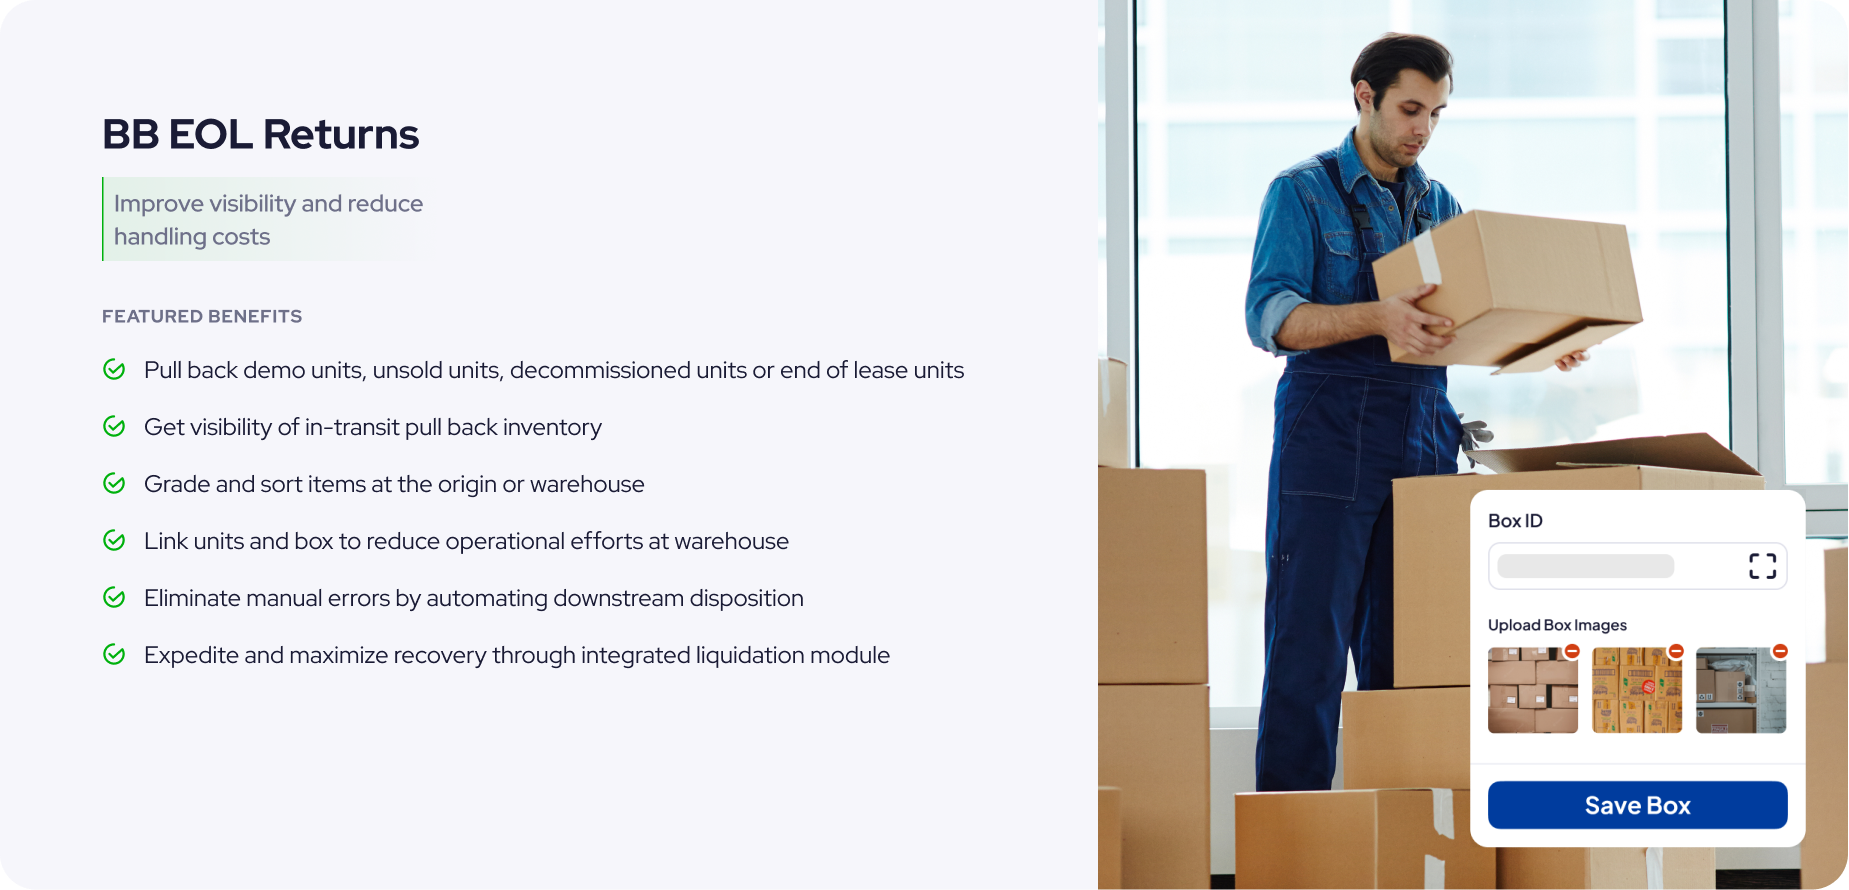 BB EOL Returns
Improve visibility and reduce
handling costs
FEATURED BENEFITS
Pull back demo units, unsold units, decommissioned units or end of lease units
Get visibility of in-transit pull back inventory
Grade and sort items at the origin or warehouse
Link units and box to reduce operational efforts at warehouse
Eliminate manual errors by automating downstream disposition
Expedite and maximize recovery through integrated liquidation module
Box ID
Upload Box Images
Save Box